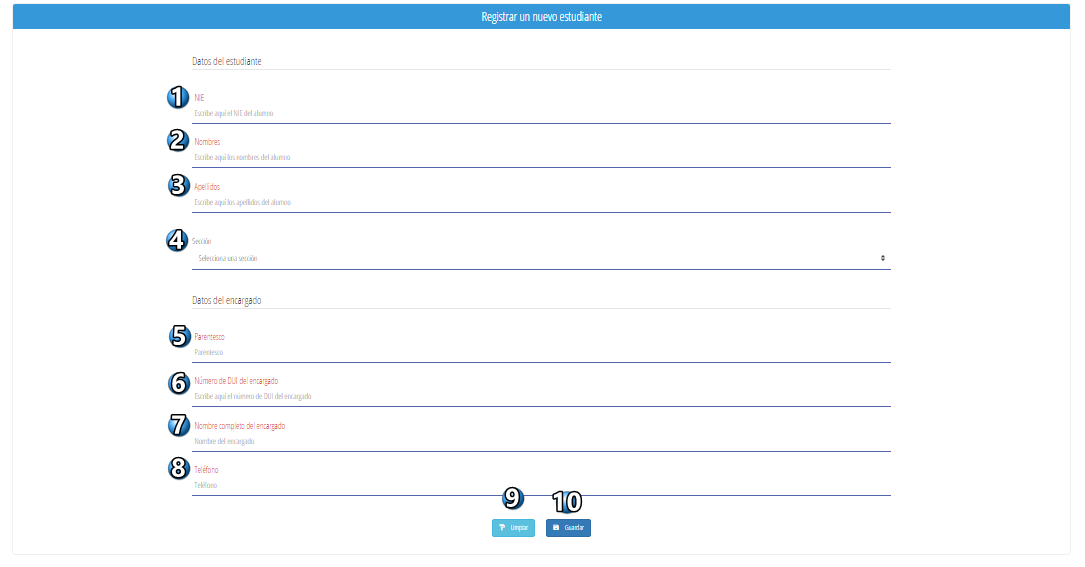 Registrar un nuevo estudiante
Datos del estudiante
1 NIE
Escribe aquí el NIE del alumno
2 Nombres
Escribe aquí los nombres del alumno
3 Apellidos
Escribe aquí los apellidos del alumno
4 Sección
Selecciona una sección
Datos del encargado
5 Parentesco
Parentesco
6 Número de DUI del encargado
Escribe aquí el número de DUI del encargado
7 Nombre completo del encargado
Nombre del encargado
8 Teléfono
Teléfono
9 10
Limpiar Guardar